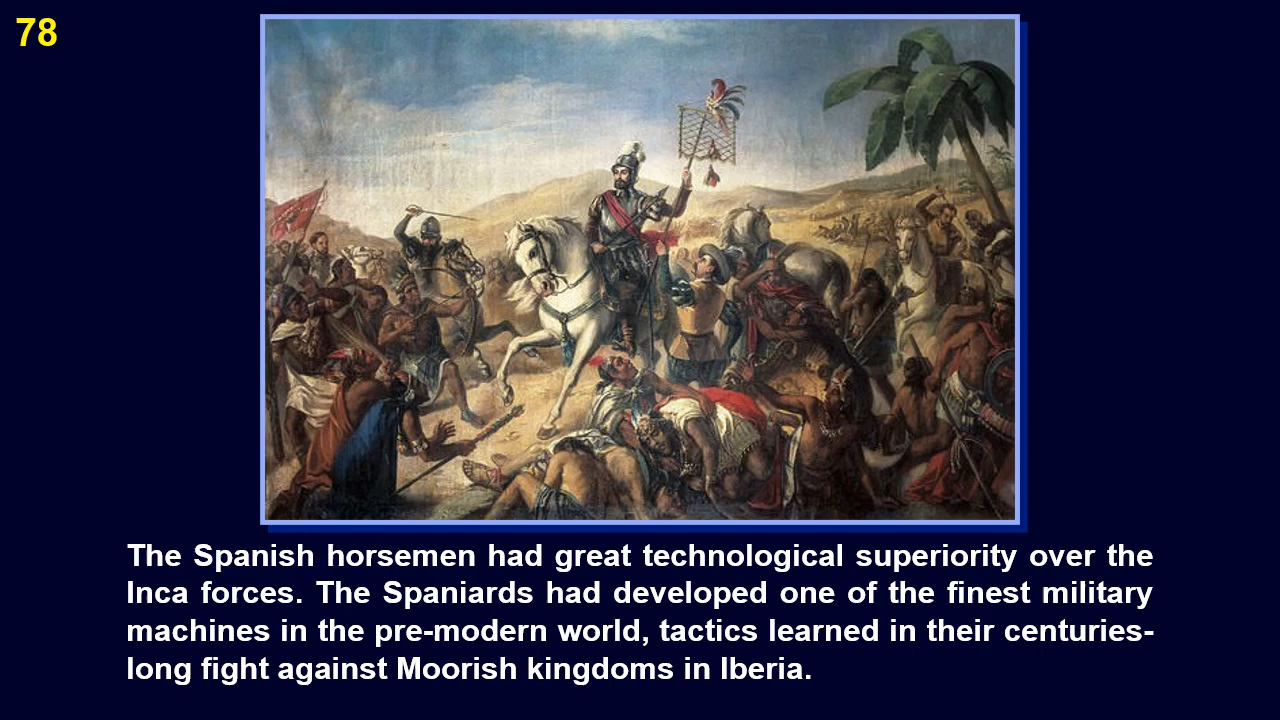 78
The Spanish horsemen had great technological superiority over the
Inca forces. The Spaniards had developed one of the finest military
machines in the pre-modern world, tactics learned in their centuries-
long fight against Moorish kingdoms in Iberia.